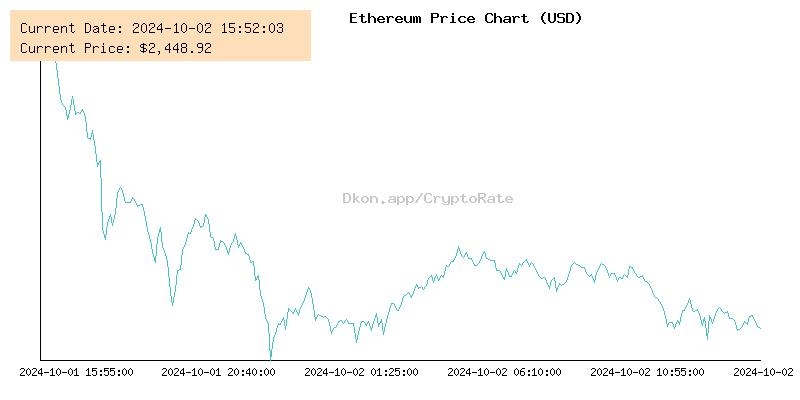 Ethereum Price Chart (USD)
Current Date: 2024-10-02 15:52:03
Current Price: $2,448.92
Dkon.app/CryptoRate
2024-10-01 15:55:00 2024-10-01 20:40:00 2024-10-02 01:25:00 2024-10-02 06:10:00 2024-10-02 10:55:00 2024-10-02